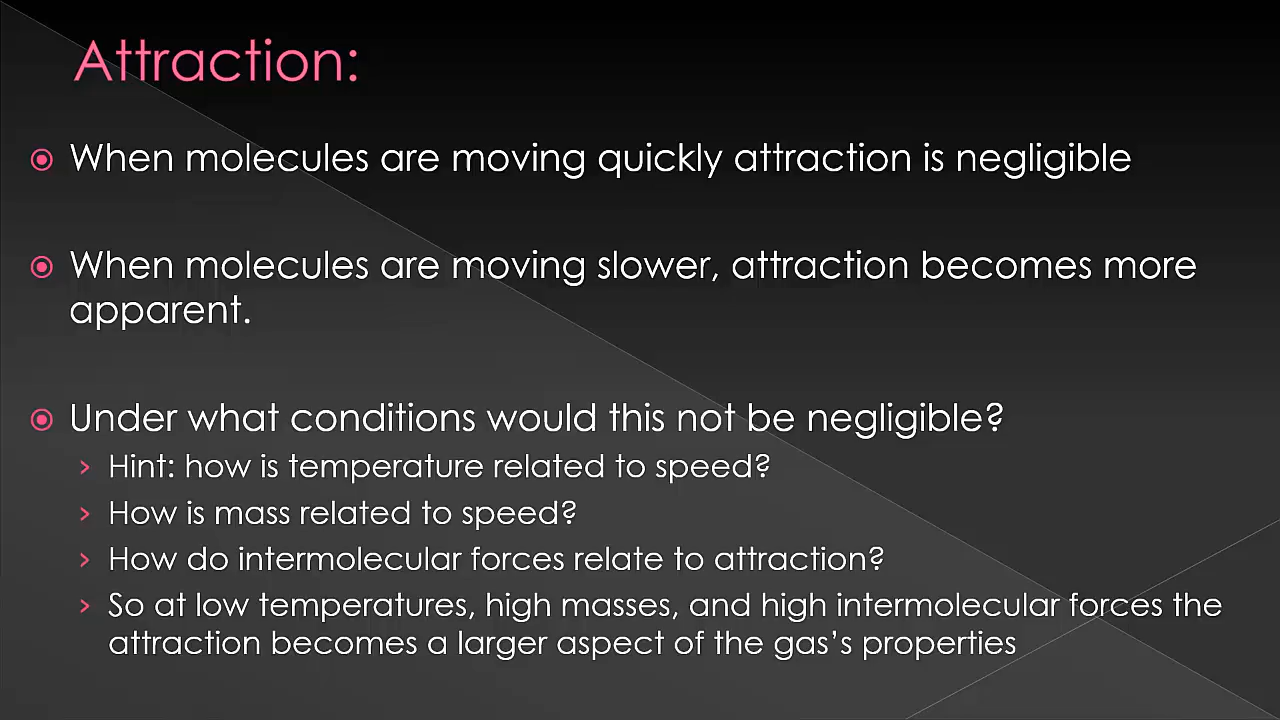 Attraction:
When molecules are moving quickly attraction is negligible
When molecules are moving slower, attraction becomes more
apparent.
Under what conditions would this not be negligible?
Hint: how is temperature related to speed?
How is mass related to speed?
How do intermolecular forces relate to attraction?
So at low temperatures, high masses, and high intermolecular forces the
attraction becomes a larger aspect of the gas’s properties